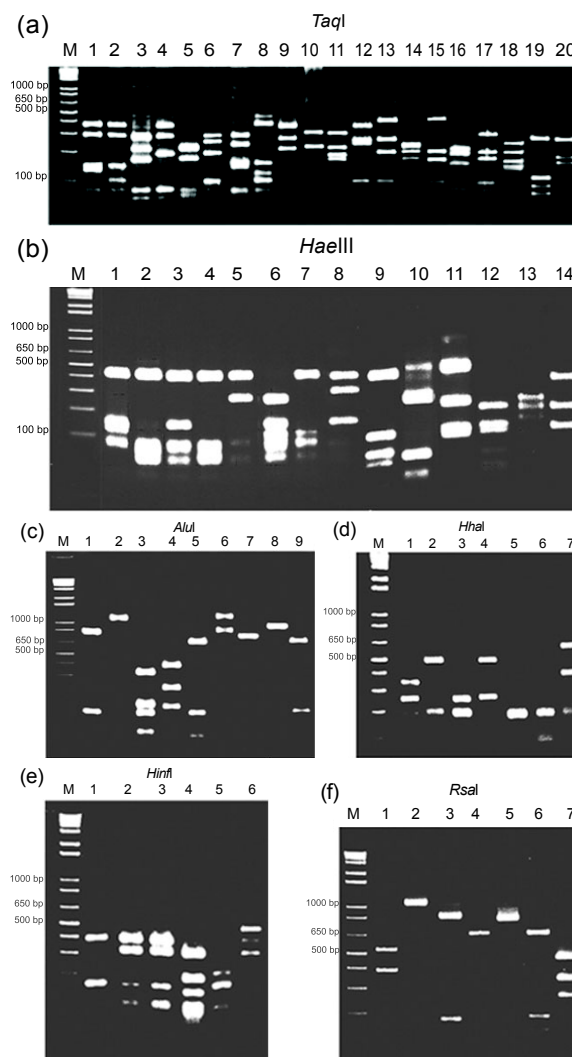 (a) TaqI
M 1 2 3 4 5 6 7 8 9 10 11 12 13 14 15 16 17 18 19 20
1000 bp
650 bp
500 bp
100 bp
(b) HaeIII
M 1 2 3 4 5 6 7 8 9 10 11 12 13 14
1000 bp
650 bp
500 bp
100 bp
(c) AluI
M 1 2 3 4 5 6 7 8 9
1000 bp
650 bp
500 bp
(d) HhaI
M 1 2 3 4 5 6 7
1000 bp
650 bp
500 bp
(e) HinfI
M 1 2 3 4 5 6
1000 bp
650 bp
500 bp
(f) RsaI
M 1 2 3 4 5 6 7
1000 bp
650 bp
500 bp